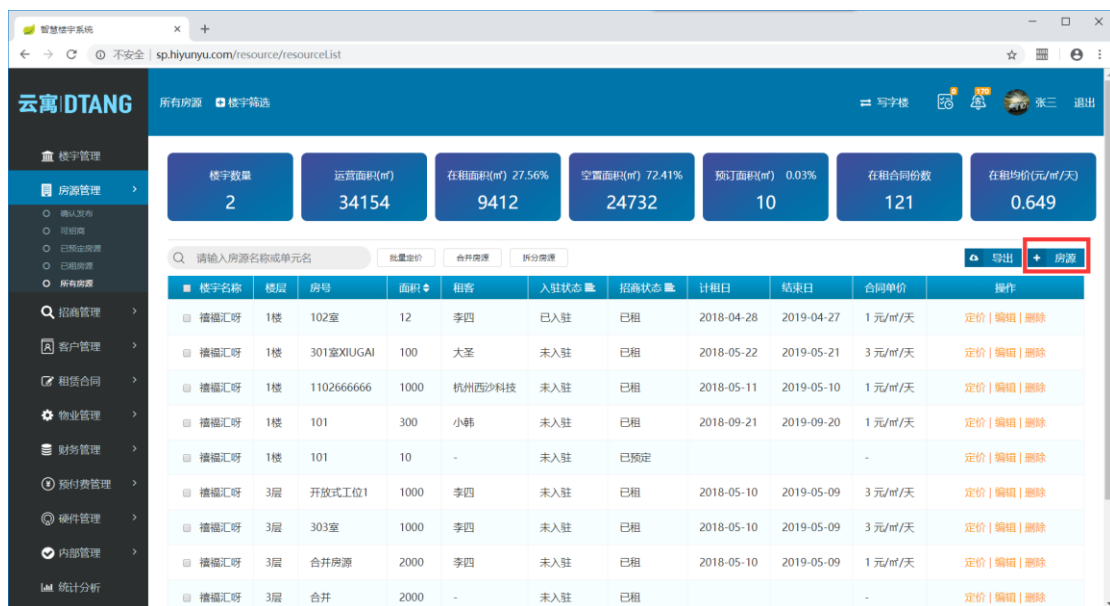 智慧楼宇系统
不安全 | sp.hiyunyu.com/resource/resourceList
云寓 DTANG
所有房源 楼宇筛选
写字楼 0 170 张三 退出
楼宇管理
房源管理
确认发布
可招商
已预定房源
已租房源
所有房源
招商管理
客户管理
租赁合同
物业管理
财务管理
预付费管理
硬件管理
内部管理
统计分析
楼宇数量 运营面积(㎡) 在租面积(㎡) 27.56% 空置面积(㎡) 72.41% 预订面积(㎡) 0.03% 在租合同份数 在租均价(元/㎡/天)
2 34154 9412 24732 10 121 0.649
请输入房源名称或单元名 批量定价 合并房源 拆分房源 导出 房源
楼宇名称 楼层 房号 面积 租客 入驻状态 招商状态 计租日 结束日 合同单价 操作
禧福汇呀 1楼 102室 12 李四 已入驻 已租 2018-04-28 2019-04-27 1 元/㎡/天 定价 | 编辑 | 删除
禧福汇呀 1楼 301室XIUGAI 100 大圣 未入驻 已租 2018-05-22 2019-05-21 3 元/㎡/天 定价 | 编辑 | 删除
禧福汇呀 1楼 1102666666 1000 杭州西沙科技 未入驻 已租 2018-05-11 2019-05-10 1 元/㎡/天 定价 | 编辑 | 删除
禧福汇呀 1楼 101 300 小韩 未入驻 已租 2018-09-21 2019-09-20 1 元/㎡/天 定价 | 编辑 | 删除
禧福汇呀 1楼 101 10 - 未入驻 已预定 - 定价 | 编辑 | 删除
禧福汇呀 3层 开放式工位1 1000 李四 未入驻 已租 2018-05-10 2019-05-09 3 元/㎡/天 定价 | 编辑 | 删除
禧福汇呀 3层 303室 1000 李四 未入驻 已租 2018-05-10 2019-05-09 3 元/㎡/天 定价 | 编辑 | 删除
禧福汇呀 3层 合并房源 2000 李四 未入驻 已租 2018-05-10 2019-05-09 1 元/㎡/天 定价 | 编辑 | 删除
禧福汇呀 3层 合并 2000 - 未入驻 已租 - 定价 | 编辑 | 删除